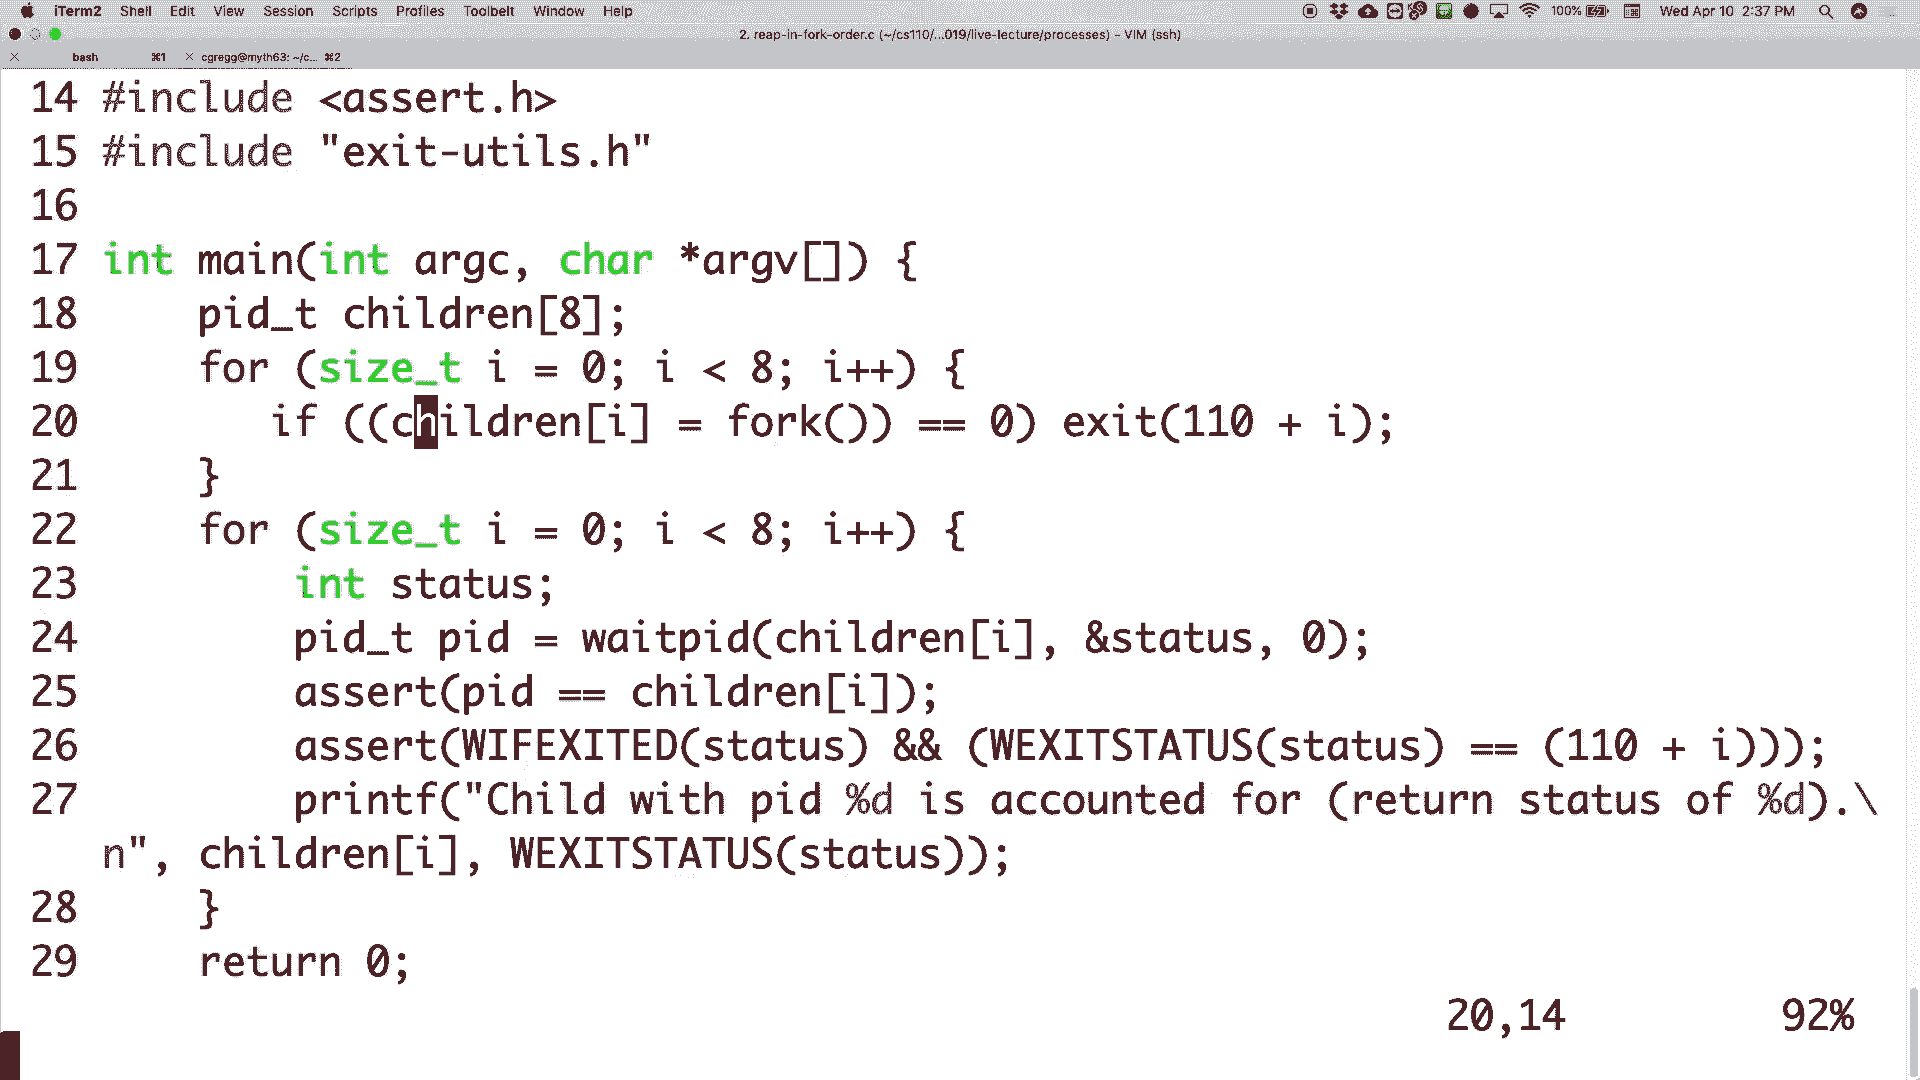 iTerm2 Shell Edit View Session Scripts Profiles Toolbelt Window Help 100% Wed Apr 10 2:37 PM
2. reap-in-fork-order.c (~/cs110/...019/live-lecture/processes) - VIM (ssh)
bash ⌘1 cgregg@myth63: ~/c... ⌘2
14 #include <assert.h>
15 #include "exit-utils.h"
16
17 int main(int argc, char *argv[]) {
18     pid_t children[8];
19     for (size_t i = 0; i < 8; i++) {
20        if ((children[i] = fork()) == 0) exit(110 + i);
21     }
22     for (size_t i = 0; i < 8; i++) {
23         int status;
24         pid_t pid = waitpid(children[i], &status, 0);
25         assert(pid == children[i]);
26         assert(WIFEXITED(status) && (WEXITSTATUS(status) == (110 + i)));
27         printf("Child with pid %d is accounted for (return status of %d).\
n", children[i], WEXITSTATUS(status));
28     }
29     return 0;
20,14 92%